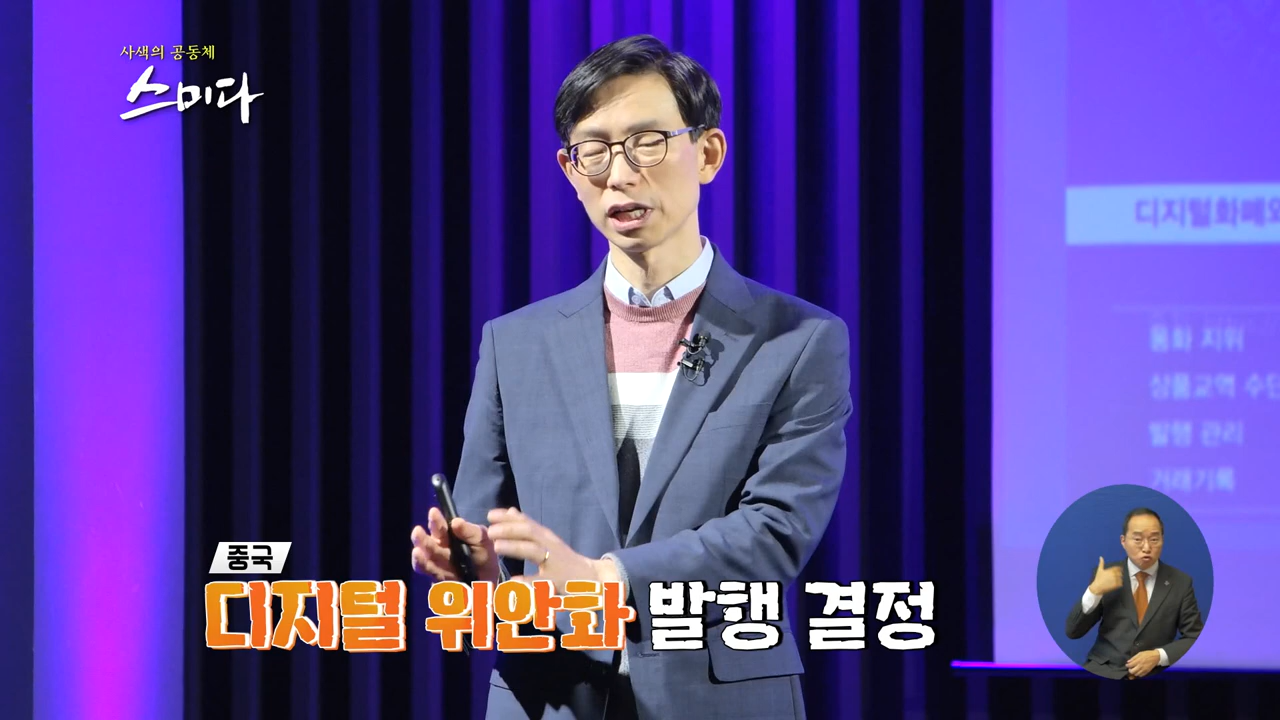 사색의 공동체
스미다
디지털화폐와
통화 지위
상품교역 수단
발행 관리
거래기록
중국
디지털 위안화 발행 결정